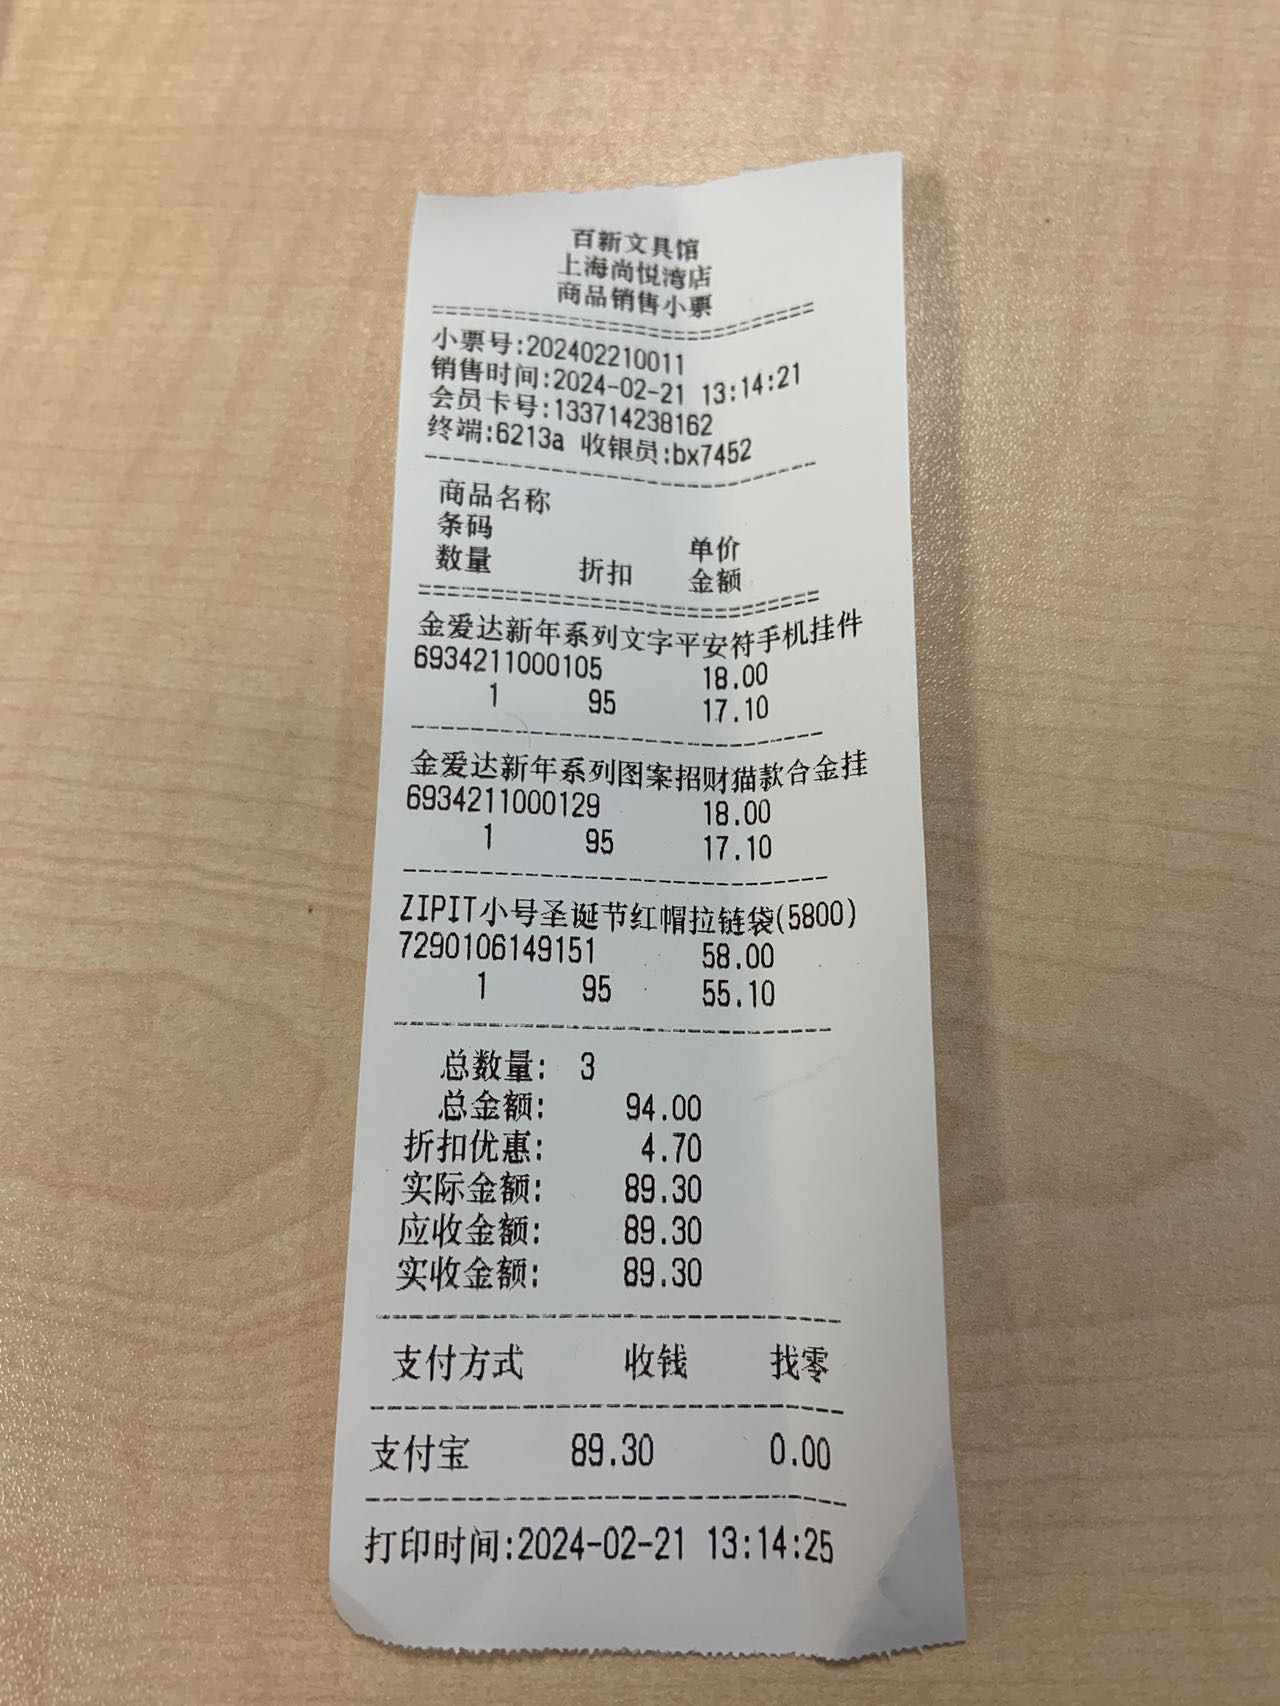 百新文具馆
上海尚悦湾店
商品销售小票
小票号:202402210011
销售时间:2024-02-21 13:14:21
会员卡号:133714238162
终端:6213a 收银员:bx7452
商品名称
条码 单价
数量 折扣 金额
金爱达新年系列文字平安符手机挂件
6934211000105 18.00
1 95 17.10
金爱达新年系列图案招财猫款合金挂
6934211000129 18.00
1 95 17.10
ZIPIT小号圣诞节红帽拉链袋(5800)
7290106149151 58.00
1 95 55.10
总数量: 3
总金额: 94.00
折扣优惠: 4.70
实际金额: 89.30
应收金额: 89.30
实收金额: 89.30
支付方式 收钱 找零
支付宝 89.30 0.00
打印时间:2024-02-21 13:14:25